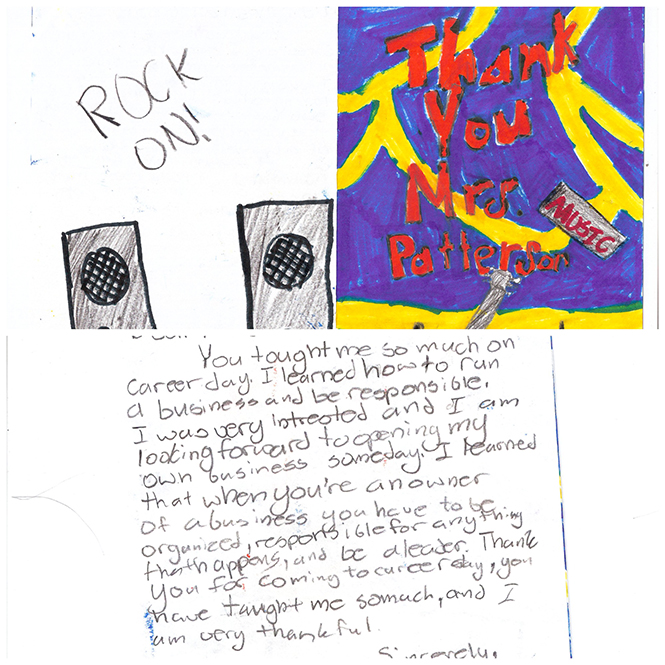 ROCK
ON!
Thank
You
Mrs.
Patterson
MUSIC
You taught me so much on
career day. I learned how to run
a business and be responsible.
I was very intrested and I am
looking forward to opening my
own business someday. I learned
that when you're an owner
of a business you have to be
organized, responsible for anything
that happens, and be a leader. Thank
you for coming to career day, you
have taught me so much, and I
am very thankful.
Sincerely,